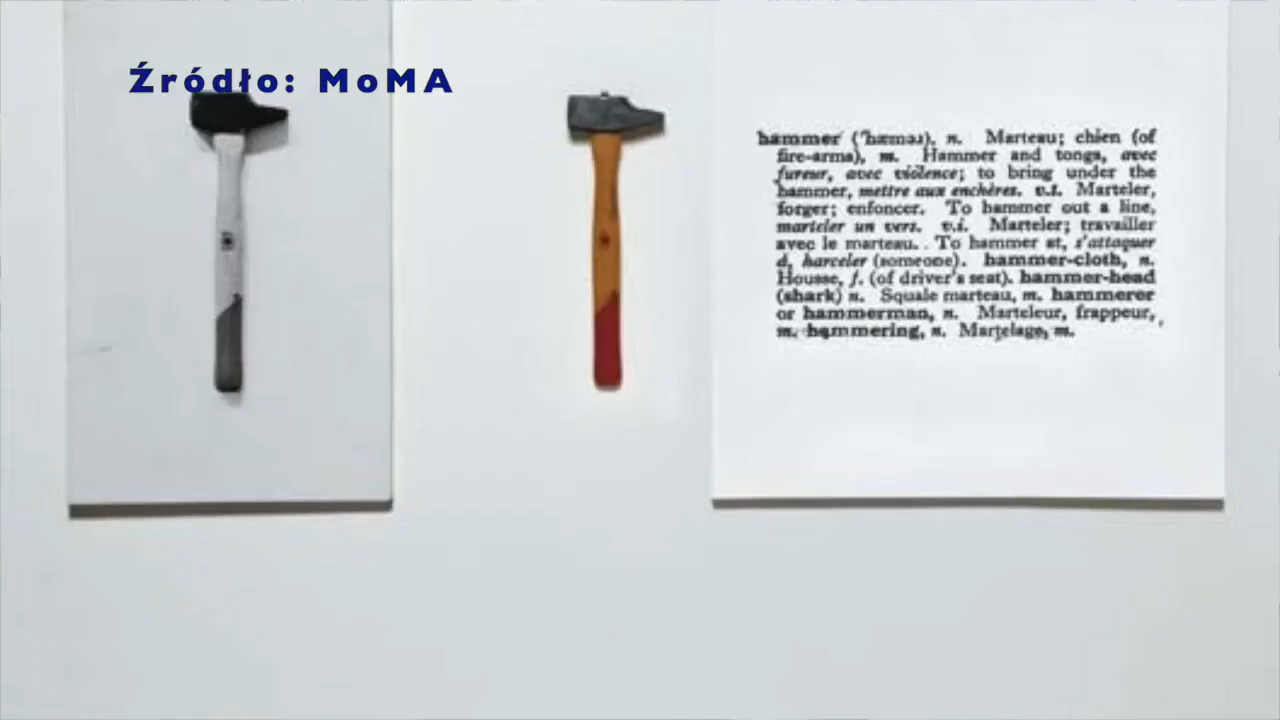 Źródło: MoMA
hammer (ˈhæməɹ), n. Marteau; chien (of
fire-arms), m. Hammer and tongs, avec
fureur, avec violence; to bring under the
hammer, mettre aux enchères. v.t. Marteler,
forger; enfoncer. To hammer out a line,
marteler un vers. v.i. Marteler; travailler
avec le marteau. To hammer at, s'attaquer
à, harceler (someone). hammer-cloth, n.
Housse, f. (of driver's seat). hammer-head
(shark) n. Squale marteau, m. hammerer
or hammerman, n. Marteleur, frappeur,
m. hammering, n. Martelage, m.